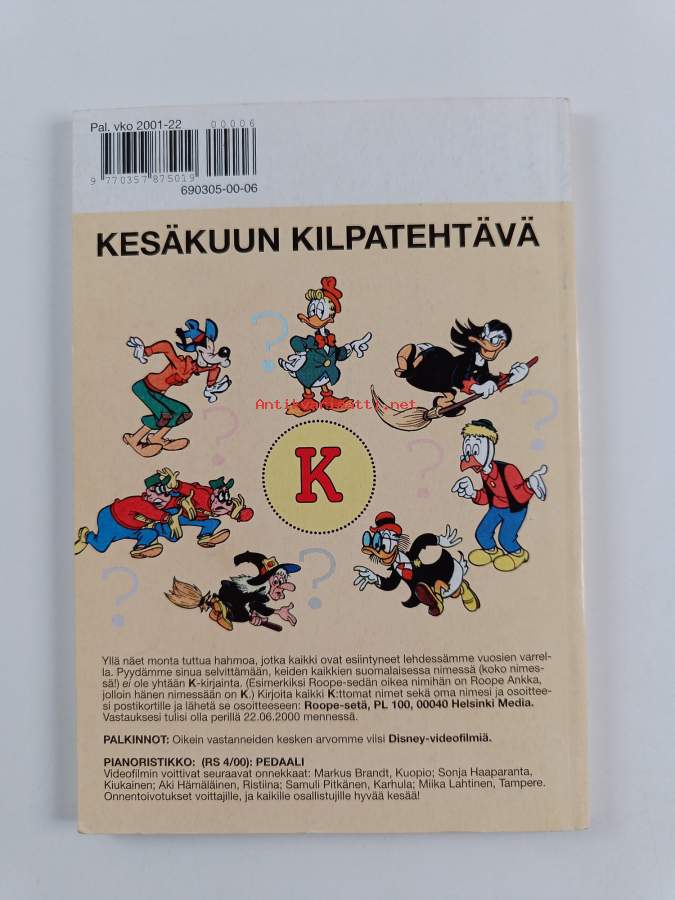 Pal. vko 2001-22
00006
9 770357 875019
690305-00-06
KESÄKUUN KILPATEHTÄVÄ
Antikvariaatti.net
K
Yllä näet monta tuttua hahmoa, jotka kaikki ovat esiintyneet lehdessämme vuosien varrel-
la. Pyydämme sinua selvittämään, keiden kaikkien suomalaisessa nimessä (koko nimes-
sä!) ei ole yhtään K-kirjainta. (Esimerkiksi Roope-sedän oikea nimihän on Roope Ankka,
jolloin hänen nimessään on K.) Kirjoita kaikki K:ttomat nimet sekä oma nimesi ja osoittee-
si postikortille ja lähetä se osoitteeseen: Roope-setä, PL 100, 00040 Helsinki Media.
Vastauksesi tulisi olla perillä 22.06.2000 mennessä.
PALKINNOT: Oikein vastanneiden kesken arvomme viisi Disney-videofilmiä.
PIANORISTIKKO: (RS 4/00): PEDAALI
Videofilmin voittivat seuraavat onnekkaat: Markus Brandt, Kuopio; Sonja Haaparanta,
Kiukainen; Aki Hämäläinen, Ristiina; Samuli Pitkänen, Karhula; Miika Lahtinen, Tampere.
Onnentoivotukset voittajille, ja kaikille osallistujille hyvää kesää!